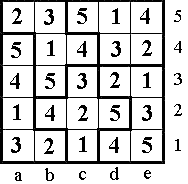 2 3 5 1 4 5
5 1 4 3 2 4
4 5 3 2 1 3
1 4 2 5 3 2
3 2 1 4 5 1
a b c d e